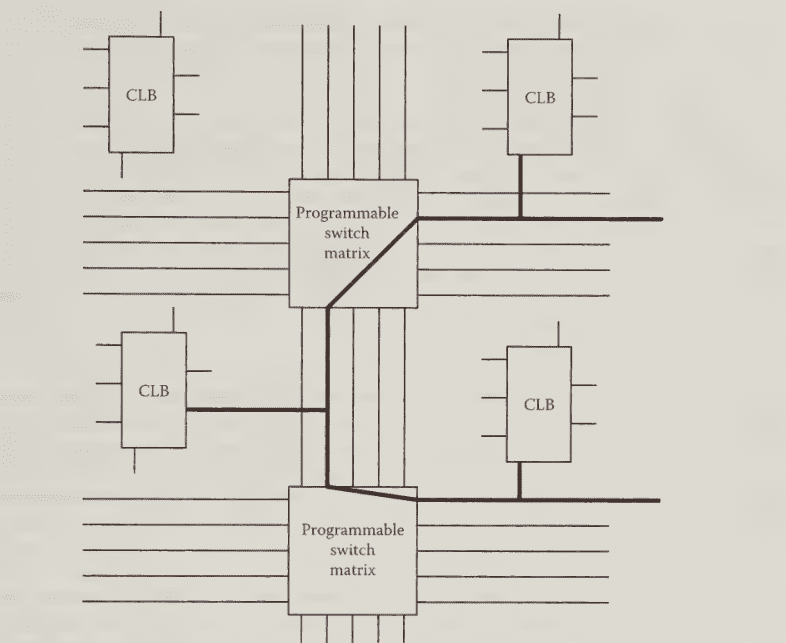 CLB
CLB
Programmable
switch
matrix
CLB
CLB
Programmable
switch
matrix